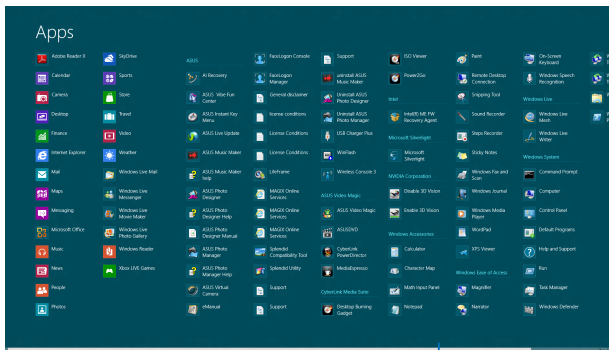 Apps
Adobe Reader X
Calendar
Camera
Desktop
Finance
Internet Explorer
Mail
Maps
Messaging
Microsoft Office
Music
News
People
Photos
SkyDrive
Sports
Store
Travel
Video
Weather
Windows Live Mail
Windows Live
Messenger
Windows Live
Movie Maker
Windows Live
Photo Gallery
Windows Reader
Xbox LIVE Games
ASUS
AI Recovery
ASUS Vibe Fun
Center
ASUS Instant Key
Menu
ASUS Live Update
ASUS Music Maker
ASUS Music Maker
help
ASUS Photo
Designer
ASUS Photo
Designer Help
ASUS Photo
Designer Manual
ASUS Photo
Manager
ASUS Photo
Manager Help
ASUS Virtual
Camera
eManual
FaceLogon Console
FaceLogon
Manager
General disclaimer
license conditions
License Conditions
License Conditions
LifeFrame
MAGIX Online
Services
MAGIX Online
Services
MAGIX Online
Services
Splendid
Compatibility Tool
Splendid Utility
Support
Support
Support
uninstall ASUS
Music Maker
Uninstall ASUS
Photo Designer
Uninstall ASUS
Photo Manager
USB Charger Plus
WinFlash
Wireless Console 3
ASUS Video Magic
ASUS Video Magic
ASUSDVD
CyberLink
PowerDirector
MediaEspresso
CyberLink Media Suite
Desktop Burning
Gadget
ISO Viewer
Power2Go
Intel
Intel(R) ME FW
Recovery Agent
Microsoft Silverlight
Microsoft
Silverlight
NVIDIA Corporation
Disable 3D Vision
Enable 3D Vision
Windows Accessories
Calculator
Character Map
Math Input Panel
Notepad
Paint
Remote Desktop
Connection
Snipping Tool
Sound Recorder
Steps Recorder
Sticky Notes
Windows Fax and
Scan
Windows Journal
Windows Media
Player
WordPad
XPS Viewer
Windows Ease of Access
Magnifier
Narrator
On-Screen
Keyboard
Windows Speech
Recognition
Windows Live
Windows Live
Mesh
Windows Live
Writer
Windows System
Command Prompt
Computer
Control Panel
Default Programs
Help and Support
Run
Task Manager
Windows Defender